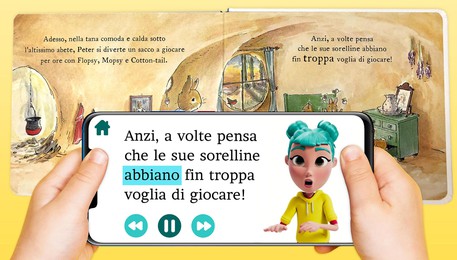 Adesso, nella tana comoda e calda sotto
l'altissimo abete, Peter si diverte un sacco a giocare
per ore con Flopsy, Mopsy e Cotton-tail.
Anzi, a volte pensa
che le sue sorelline abbiano
fin troppa voglia di giocare!
Anzi, a volte pensa
che le sue sorelline
abbiano fin troppa
voglia di giocare!